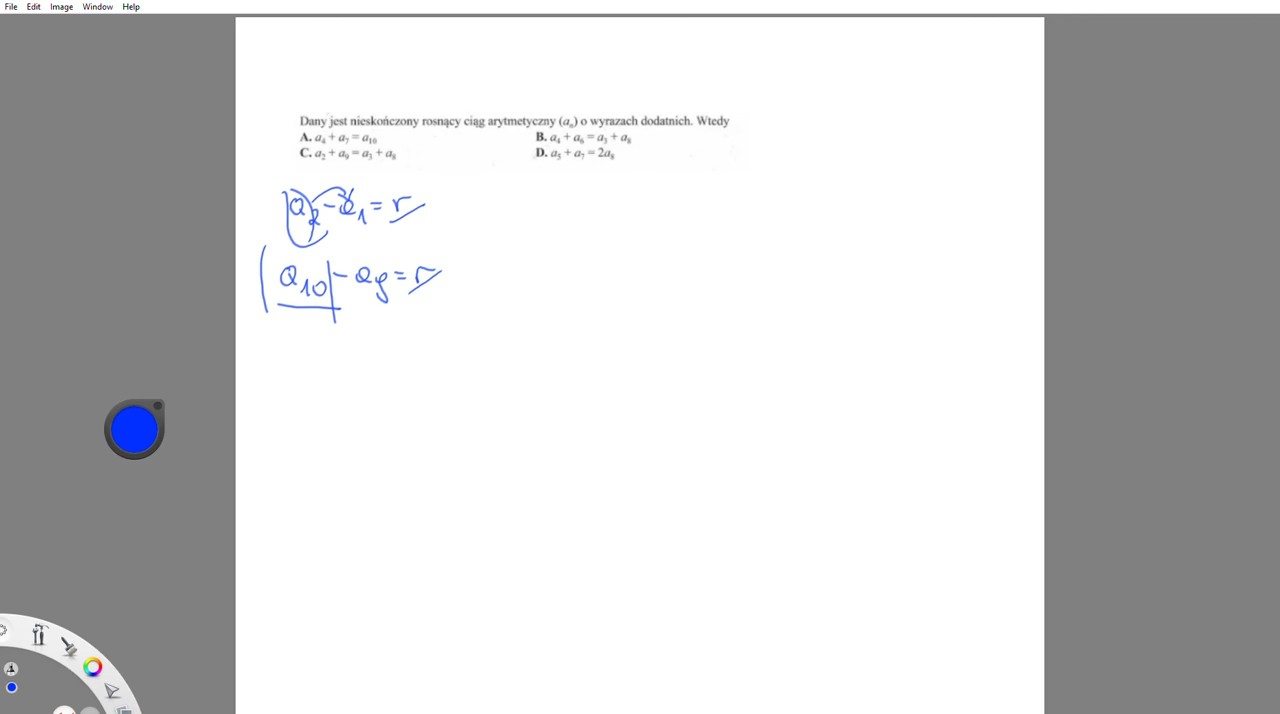 File Edit Image Window Help
Dany jest nieskończony rosnący ciąg arytmetyczny (aₙ) o wyrazach dodatnich. Wtedy
A. a₄ + a₇ = a₁₀ B. a₄ + a₆ = a₃ + a₈
C. a₂ + a₉ = a₃ + a₈ D. a₅ + a₇ = 2a₈
a₂ - a₁ = r
a₁₀ - a₉ = r